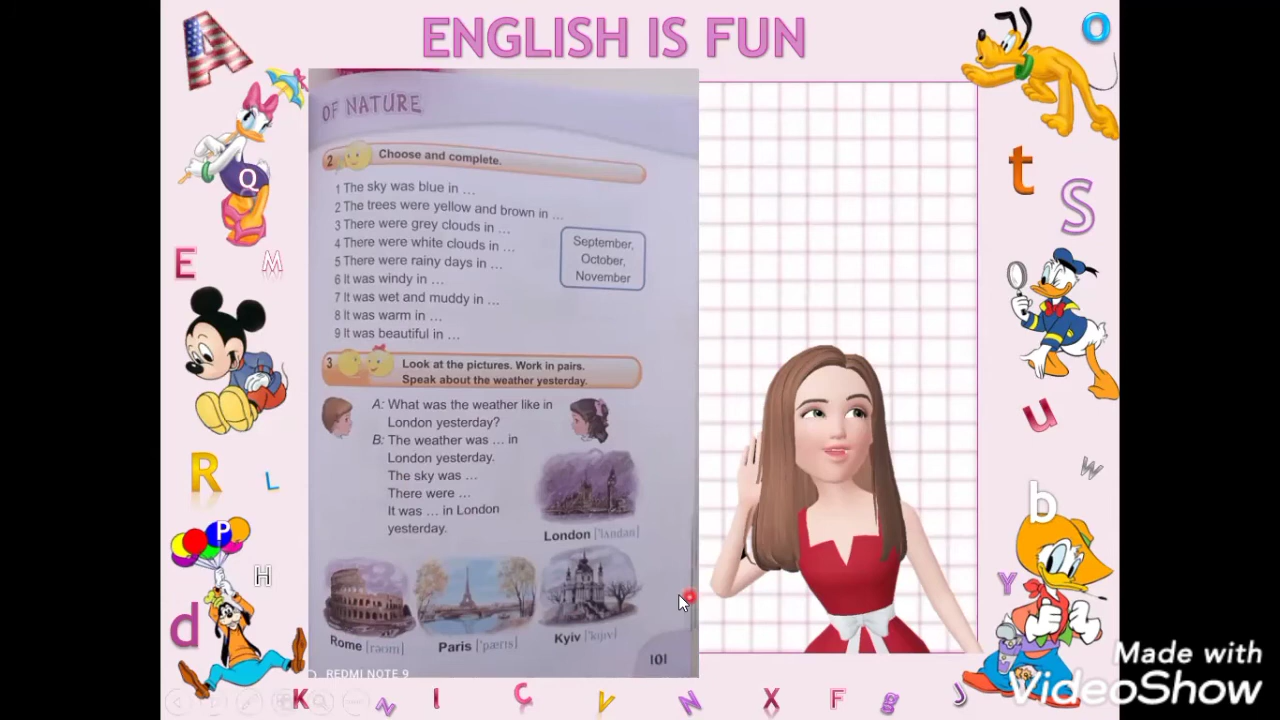 ENGLISH IS FUN
OF NATURE
2 Choose and complete.
1 The sky was blue in ...
2 The trees were yellow and brown in ...
3 There were grey clouds in ...
4 There were white clouds in ...
5 There were rainy days in ...
6 It was windy in ...
7 It was wet and muddy in ...
8 It was warm in ...
9 It was beautiful in ...
September,
October,
November
3 Look at the pictures. Work in pairs.
Speak about the weather yesterday.
A: What was the weather like in
London yesterday?
B: The weather was ... in
London yesterday.
The sky was ...
There were ...
It was ... in London
yesterday.
London ['lʌndən]
Rome [rəʊm]
Paris ['pærɪs]
Kyiv ['kɪjɪv]
101
REDMI NOTE 9
A
Q
E
M
R
L
P
H
d
O
t
S
u
w
b
Y
K
N
I
C
V
N
X
F
g
J
Made with
VideoShow